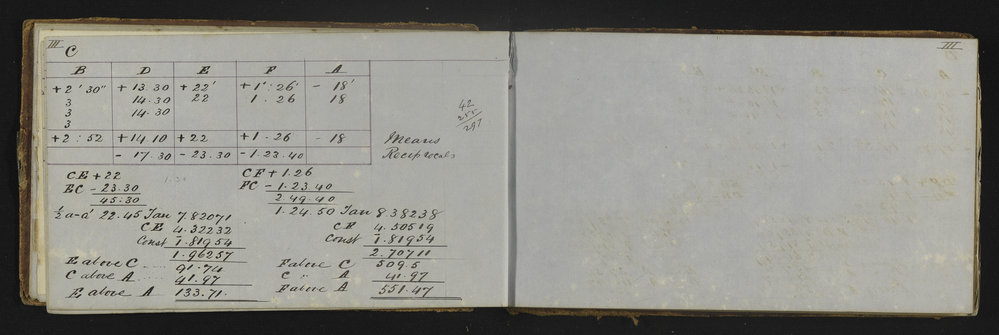 III C
B D E F A
+2' 30" +13.30 +22' +1°.26' -18'
3 14.30 22 1.26 18
3 14.30
3
+2:52 +14.10 +22 +1.26 -18 Means
-17.30 -23.30 -1.23.40 Reciprocals
42
255
297
CE +22 CF +1.26
EC -23.30 FC -1.23.40
45.30 2.49.40
½ a-a' 22.45 Tan 7.82071 1.24.50 Tan 8.38238
CE 4.32232 CF 4.50519
Const 1.81954 Const 1.81954
1.96257 2.70711
E above C 91.74 F above C 509.5
C above A 41.97 C " A 41.97
E above A 133.71 F above A 551.47
III